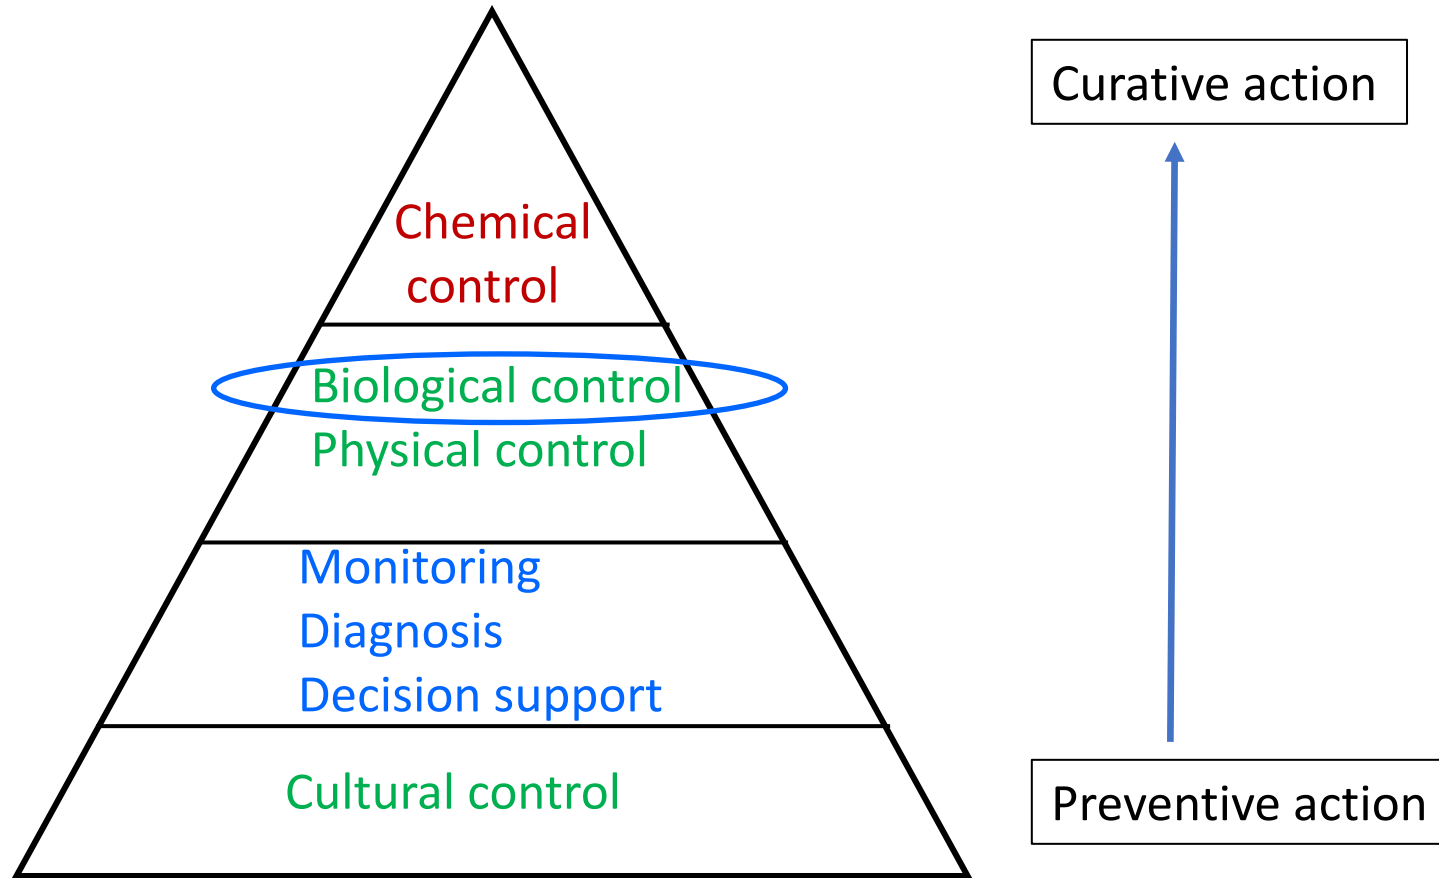 Chemical
control
Biological control
Physical control
Monitoring
Diagnosis
Decision support
Cultural control
Curative action
Preventive action